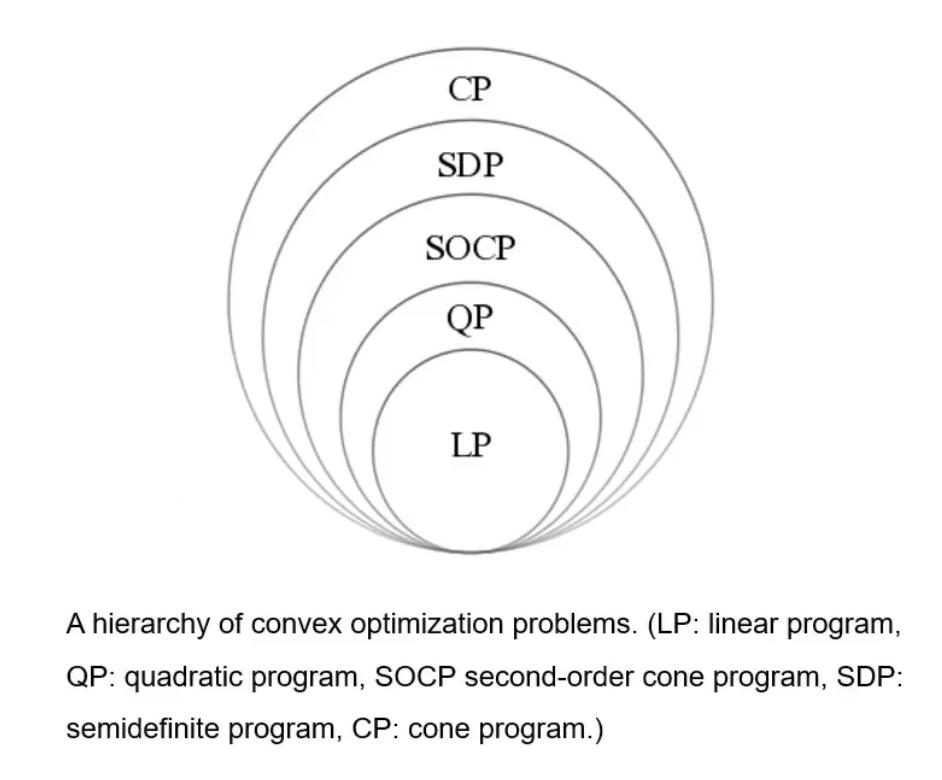 CP
SDP
SOCP
QP
LP
A hierarchy of convex optimization problems. (LP: linear program,
QP: quadratic program, SOCP second-order cone program, SDP:
semidefinite program, CP: cone program.)